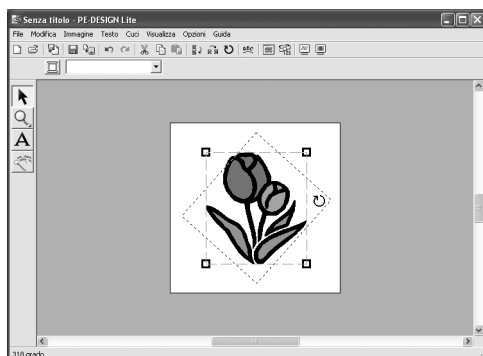 Senza titolo - PE-DESIGN Lite
File Modifica Immagine Testo Cuci Visualizza Opzioni Guida
A
318 grado